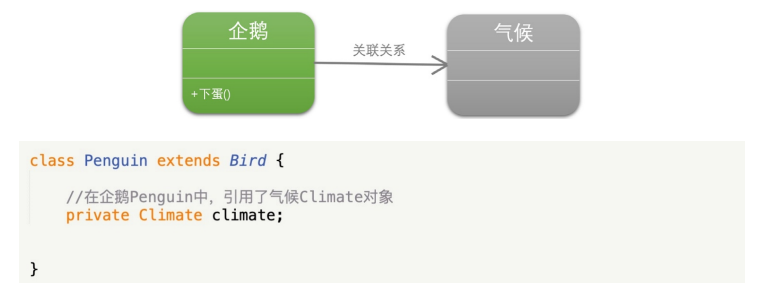 企鹅
气候
关联关系
+下蛋()
class Penguin extends Bird {
//在企鹅Penguin中，引用了气候Climate对象
private Climate climate;
}